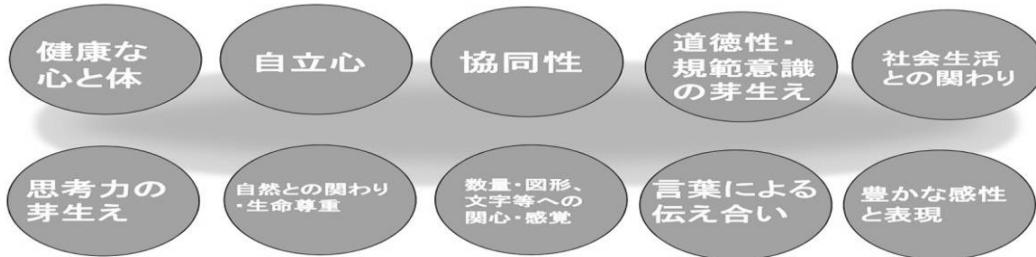 健康な
心と体
自立心
協同性
道徳性・
規範意識
の芽生え
社会生活
との関わり
思考力の
芽生え
自然との関わり
・生命尊重
数量・図形、
文字等への
関心・感覚
言葉による
伝え合い
豊かな感性
と表現